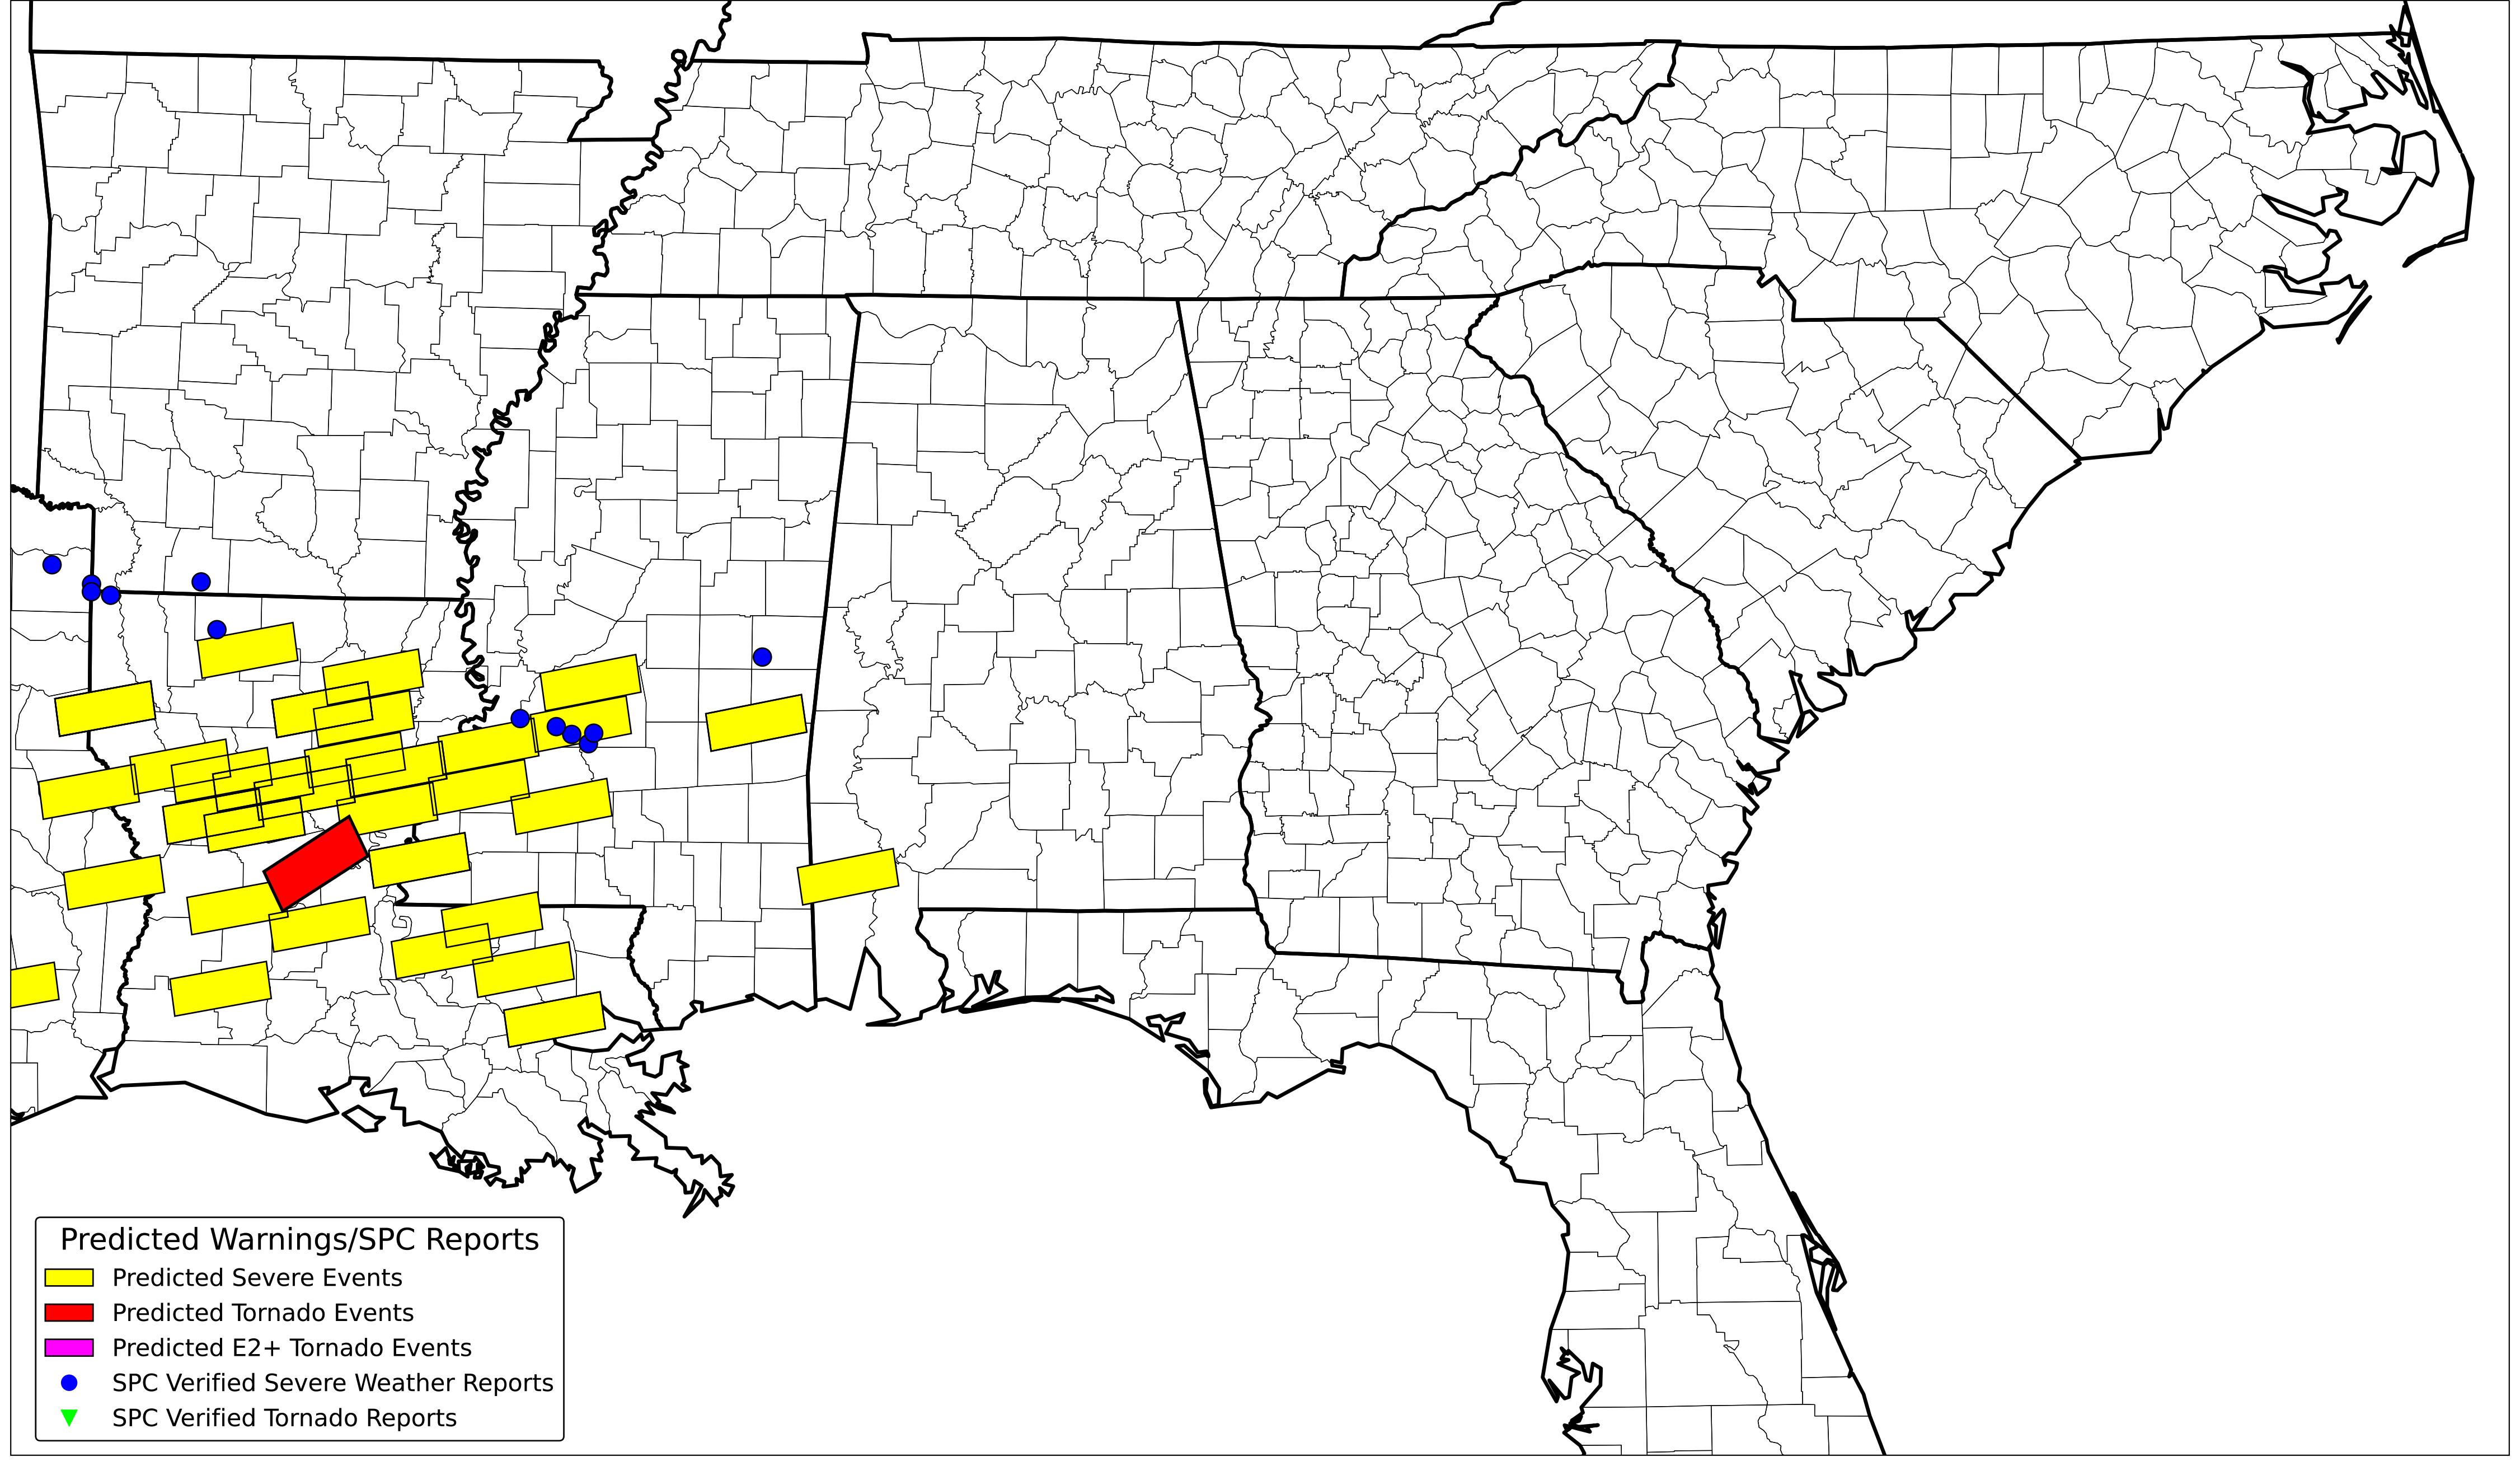 Predicted Warnings/SPC Reports
Predicted Severe Events
Predicted Tornado Events
Predicted E2+ Tornado Events
SPC Verified Severe Weather Reports
SPC Verified Tornado Reports